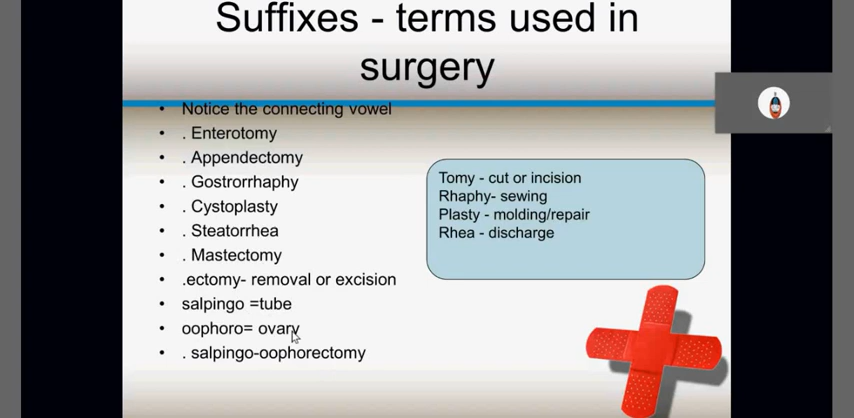 Suffixes - terms used in
surgery
• Notice the connecting vowel
• . Enterotomy
• . Appendectomy
• . Gostrorrhaphy
• . Cystoplasty
• . Steatorrhea
• . Mastectomy
• .ectomy- removal or excision
• salpingo =tube
• oophoro= ovary
• . salpingo-oophorectomy
Tomy - cut or incision
Rhaphy- sewing
Plasty - molding/repair
Rhea - discharge